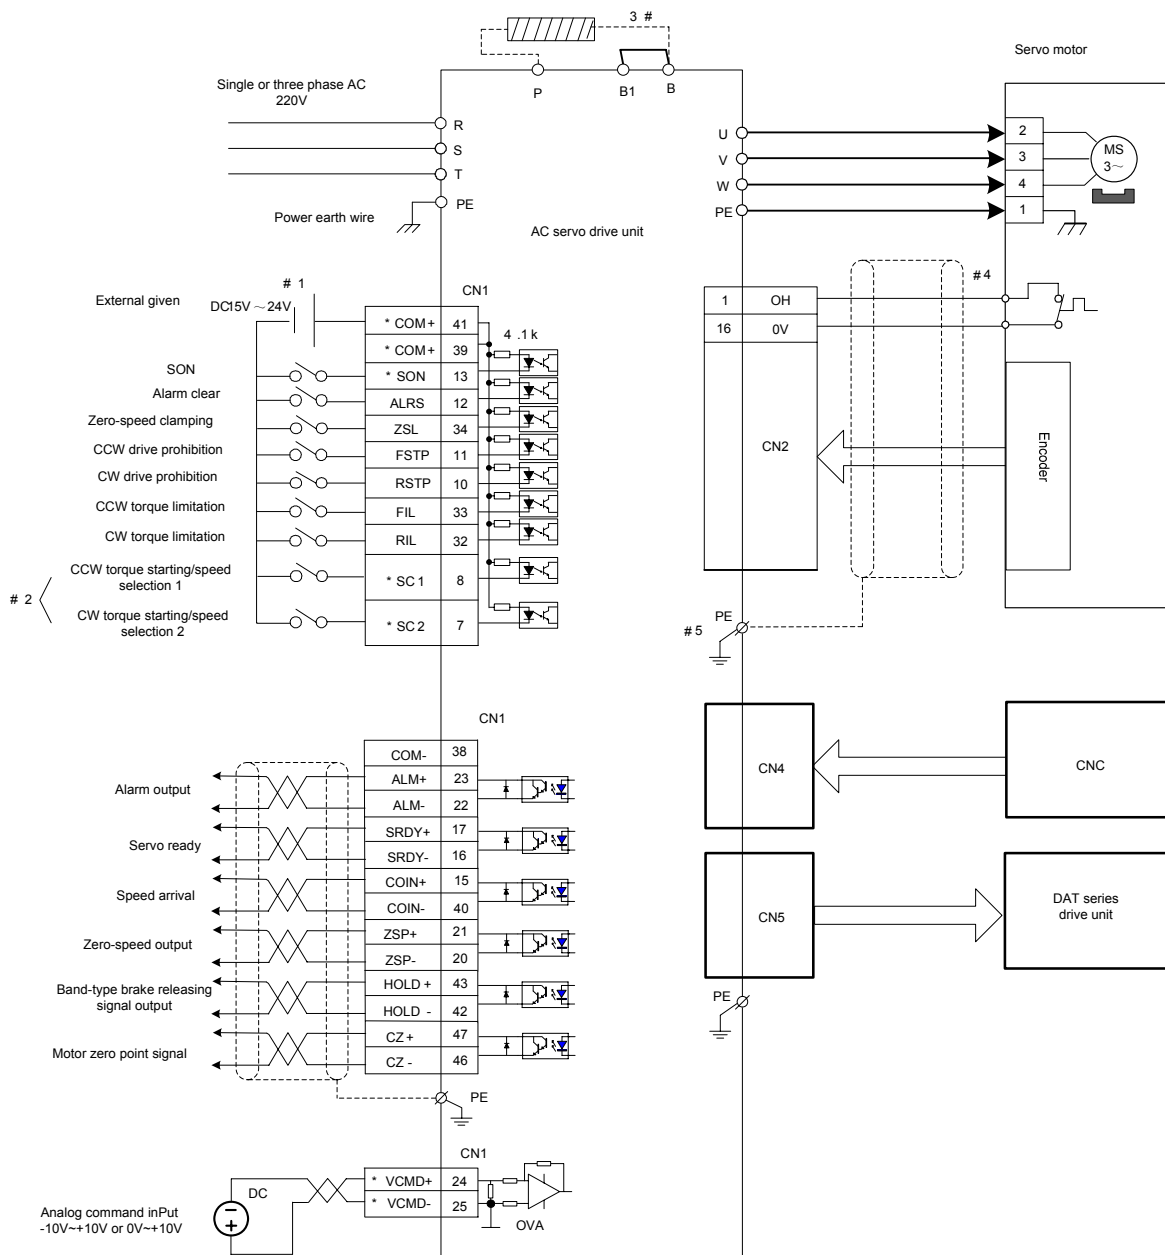 3 #
Servo motor
Single or three phase AC
220V
P
B1
B
R
S
T
PE
Power earth wire
U
V
W
PE
2
3
4
1
MS
3～
AC servo drive unit
# 1
External given
DC15V ～24V
CN1
* COM+ 41
* COM+ 39
4 .1 k
SON
* SON 13
Alarm clear
ALRS 12
Zero-speed clamping
ZSL 34
CCW drive prohibition
FSTP 11
CW drive prohibition
RSTP 10
CCW torque limitation
FIL 33
CW torque limitation
RIL 32
CCW torque starting/speed
selection 1
* SC1 8
# 2
CW torque starting/speed
selection 2
* SC2 7
#4
1 OH
16 0V
CN2
Encoder
PE
#5
CN1
COM- 38
Alarm output
ALM+ 23
ALM- 22
Servo ready
SRDY+ 17
SRDY- 16
Speed arrival
COIN+ 15
COIN- 40
Zero-speed output
ZSP+ 21
ZSP- 20
Band-type brake releasing
signal output
HOLD + 43
HOLD - 42
Motor zero point signal
CZ + 47
CZ - 46
PE
CN4
CNC
CN5
DAT series
drive unit
PE
CN1
DC
* VCMD+ 24
* VCMD- 25
OVA
Analog command inPut
-10V~+10V or 0V~+10V